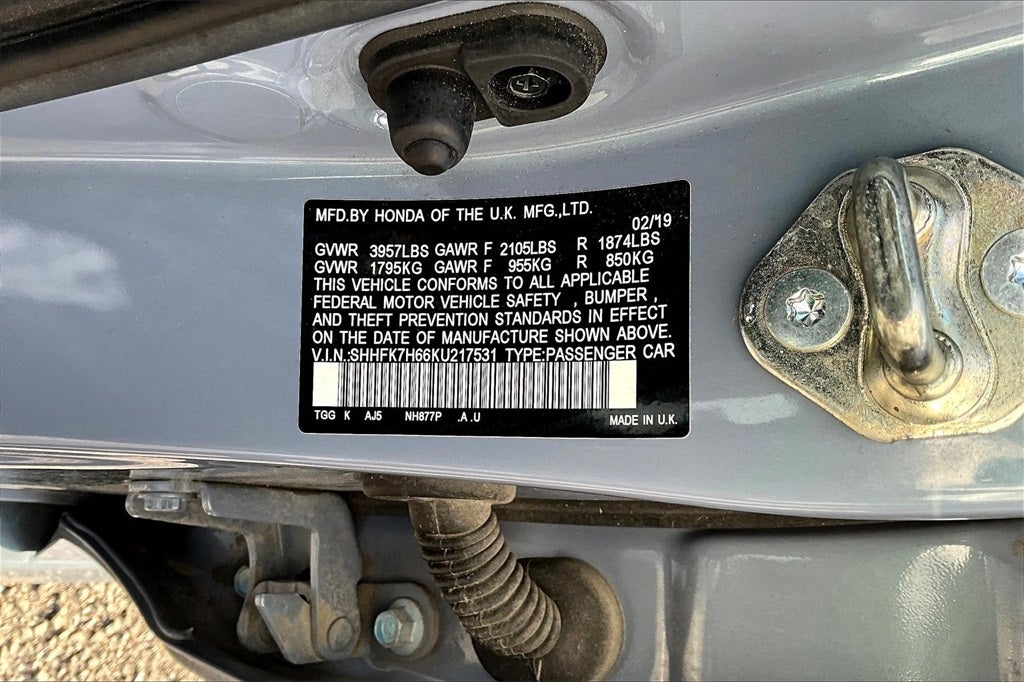 MFD.BY HONDA OF THE U.K. MFG.,LTD.
02/19
GVWR 3957LBS GAWR F 2105LBS R 1874LBS
GVWR 1795KG GAWR F 955KG R 850KG
THIS VEHICLE CONFORMS TO ALL APPLICABLE
FEDERAL MOTOR VEHICLE SAFETY , BUMPER ,
AND THEFT PREVENTION STANDARDS IN EFFECT
ON THE DATE OF MANUFACTURE SHOWN ABOVE.
V.I.N.:SHHFK7H66KU217531 TYPE:PASSENGER CAR
TGG K AJ5 NH877P .A .U MADE IN U.K.